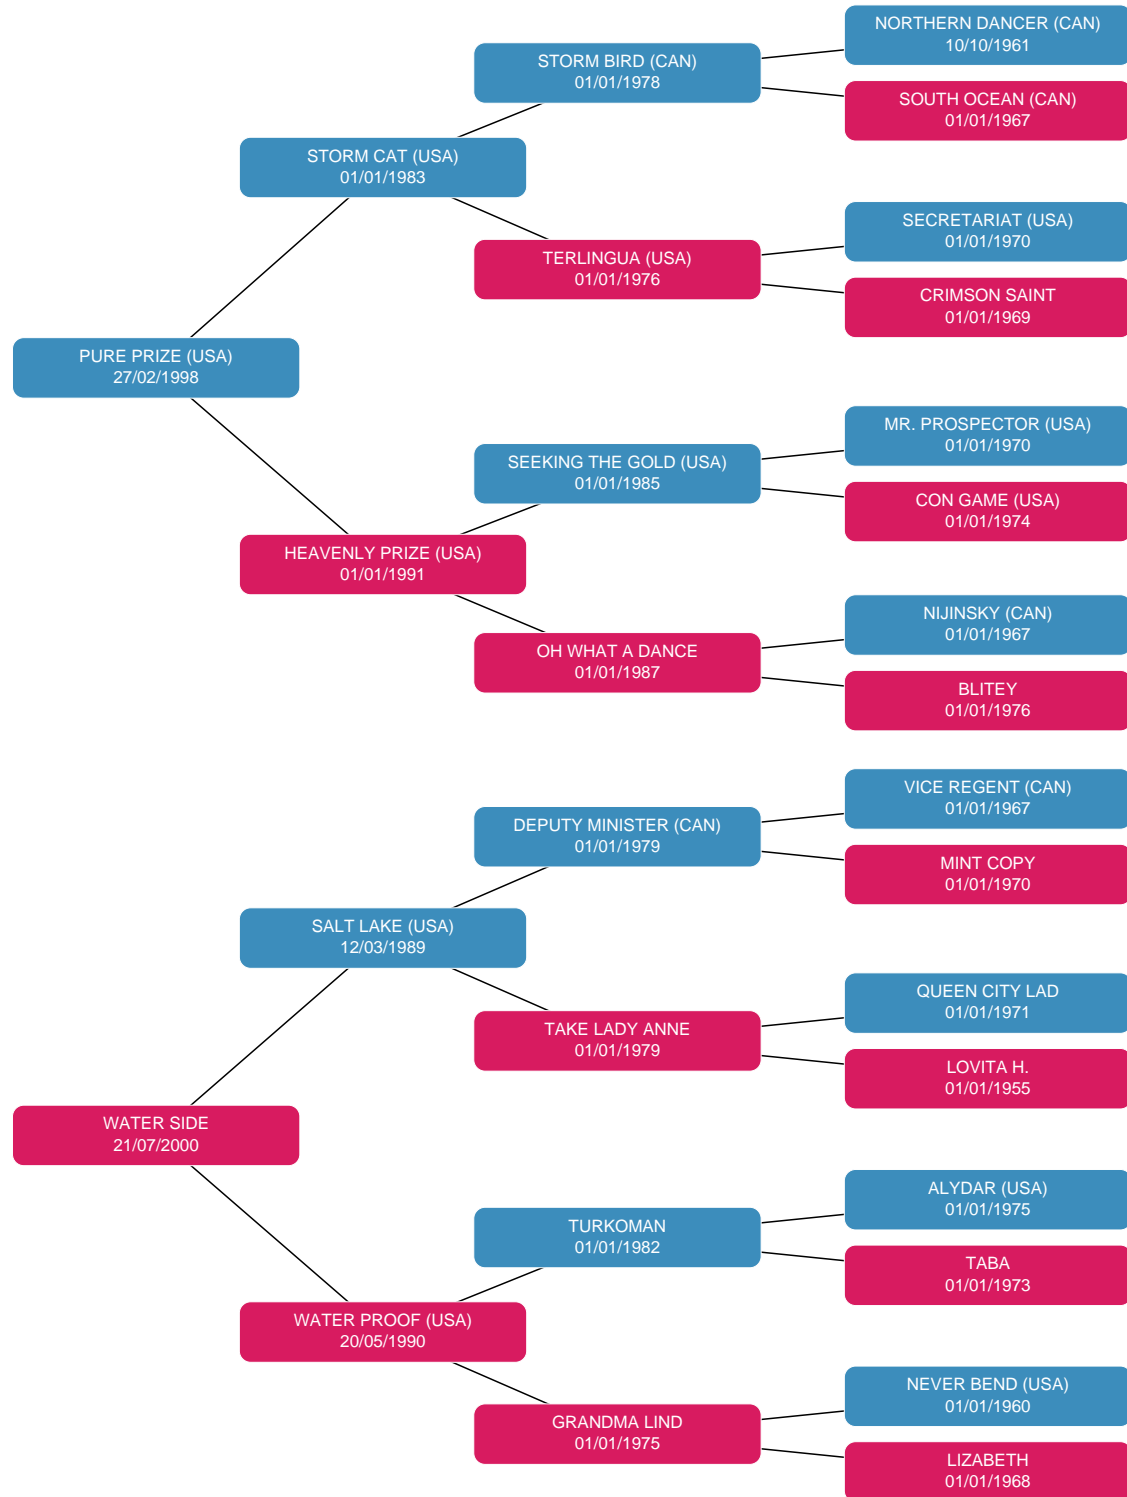 NORTHERN DANCER (CAN)
10/10/1961
STORM BIRD (CAN)
01/01/1978
SOUTH OCEAN (CAN)
01/01/1967
STORM CAT (USA)
01/01/1983
SECRETARIAT (USA)
01/01/1970
TERLINGUA (USA)
01/01/1976
CRIMSON SAINT
01/01/1969
PURE PRIZE (USA)
27/02/1998
MR. PROSPECTOR (USA)
01/01/1970
SEEKING THE GOLD (USA)
01/01/1985
CON GAME (USA)
01/01/1974
HEAVENLY PRIZE (USA)
01/01/1991
NIJINSKY (CAN)
01/01/1967
OH WHAT A DANCE
01/01/1987
BLITEY
01/01/1976
VICE REGENT (CAN)
01/01/1967
DEPUTY MINISTER (CAN)
01/01/1979
MINT COPY
01/01/1970
SALT LAKE (USA)
12/03/1989
QUEEN CITY LAD
01/01/1971
TAKE LADY ANNE
01/01/1979
LOVITA H.
01/01/1955
WATER SIDE
21/07/2000
ALYDAR (USA)
01/01/1975
TURKOMAN
01/01/1982
TABA
01/01/1973
WATER PROOF (USA)
20/05/1990
NEVER BEND (USA)
01/01/1960
GRANDMA LIND
01/01/1975
LIZABETH
01/01/1968